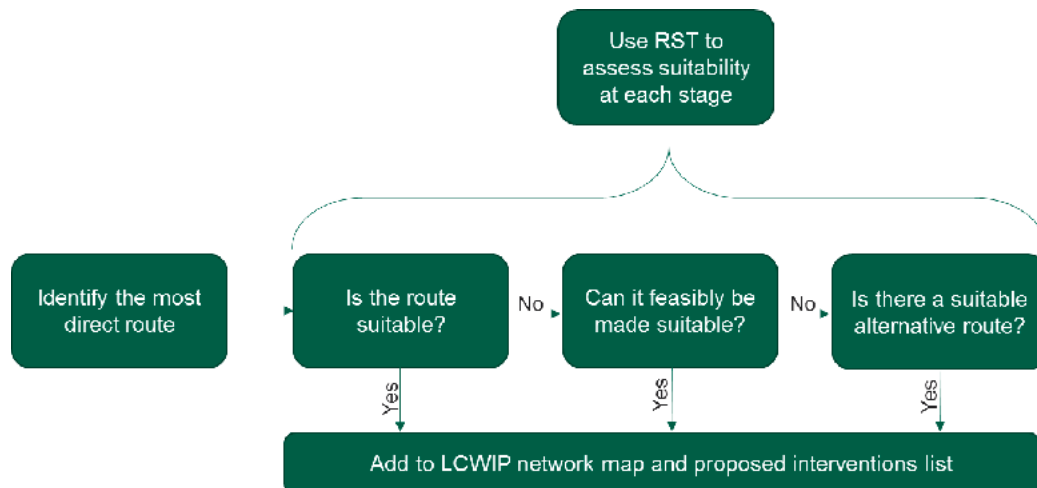 Use RST to
assess suitability
at each stage
Identify the most
direct route
Is the route
suitable?
No
Can it feasibly be
made suitable?
No
Is there a suitable
alternative route?
Yes
Yes
Yes
Add to LCWIP network map and proposed interventions list